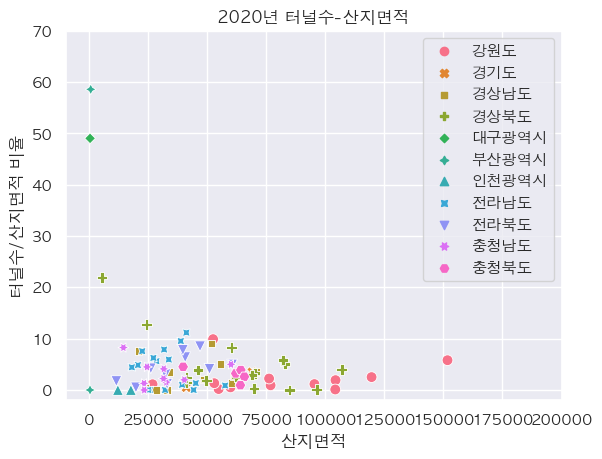 2020년 터널수-산지면적
터널수/산지면적 비율
70
60
50
40
30
20
10
0
강원도
경기도
경상남도
경상북도
대구광역시
부산광역시
인천광역시
전라남도
전라북도
충청남도
충청북도
0 25000 50000 75000 100000 125000 150000 175000 200000
산지면적